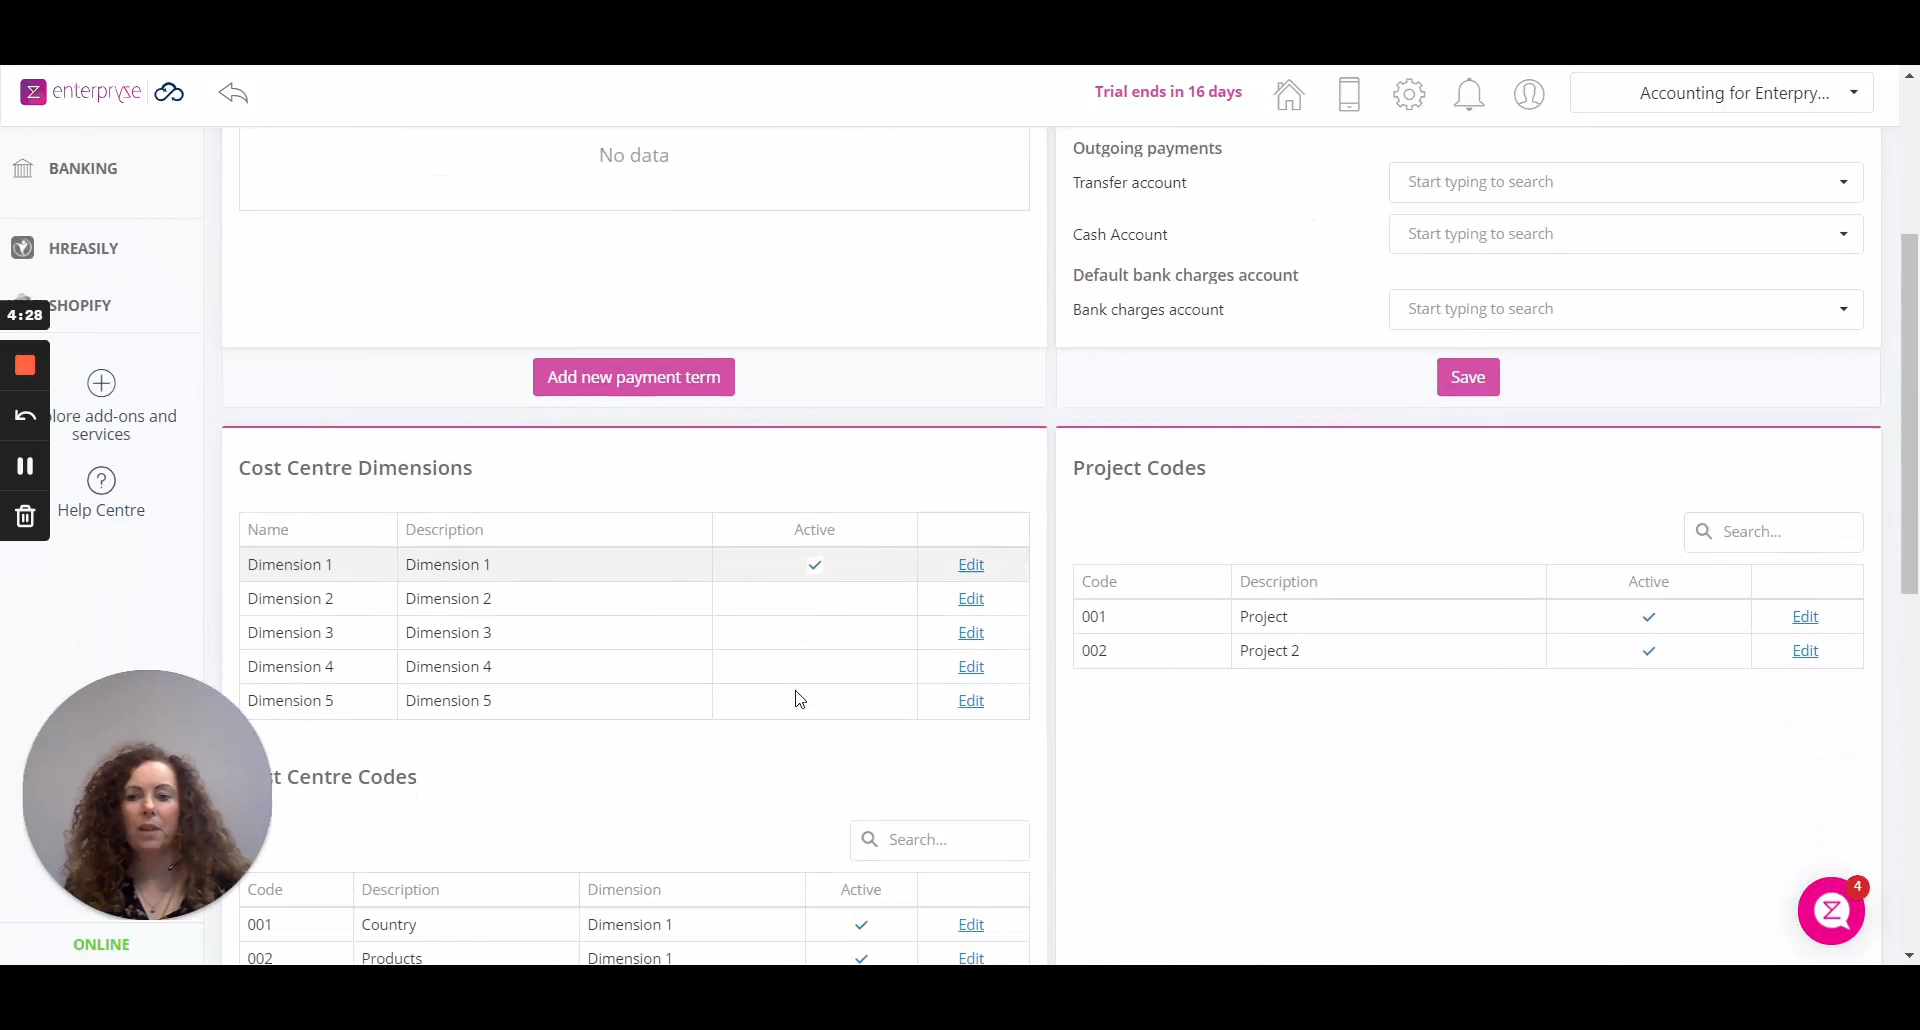 enterpryse
Trial ends in 16 days
Accounting for Enterpry...
BANKING
HREASILY
SHOPIFY
4:28
lore add-ons and
services
Help Centre
ONLINE
No data
Add new payment term
Outgoing payments
Transfer account
Start typing to search
Cash Account
Start typing to search
Default bank charges account
Bank charges account
Start typing to search
Save
Cost Centre Dimensions
Name Description Active
Dimension 1 Dimension 1 Edit
Dimension 2 Dimension 2 Edit
Dimension 3 Dimension 3 Edit
Dimension 4 Dimension 4 Edit
Dimension 5 Dimension 5 Edit
st Centre Codes
Search...
Code Description Dimension Active
001 Country Dimension 1 Edit
002 Products Dimension 1 Edit
Project Codes
Search...
Code Description Active
001 Project Edit
002 Project 2 Edit
4